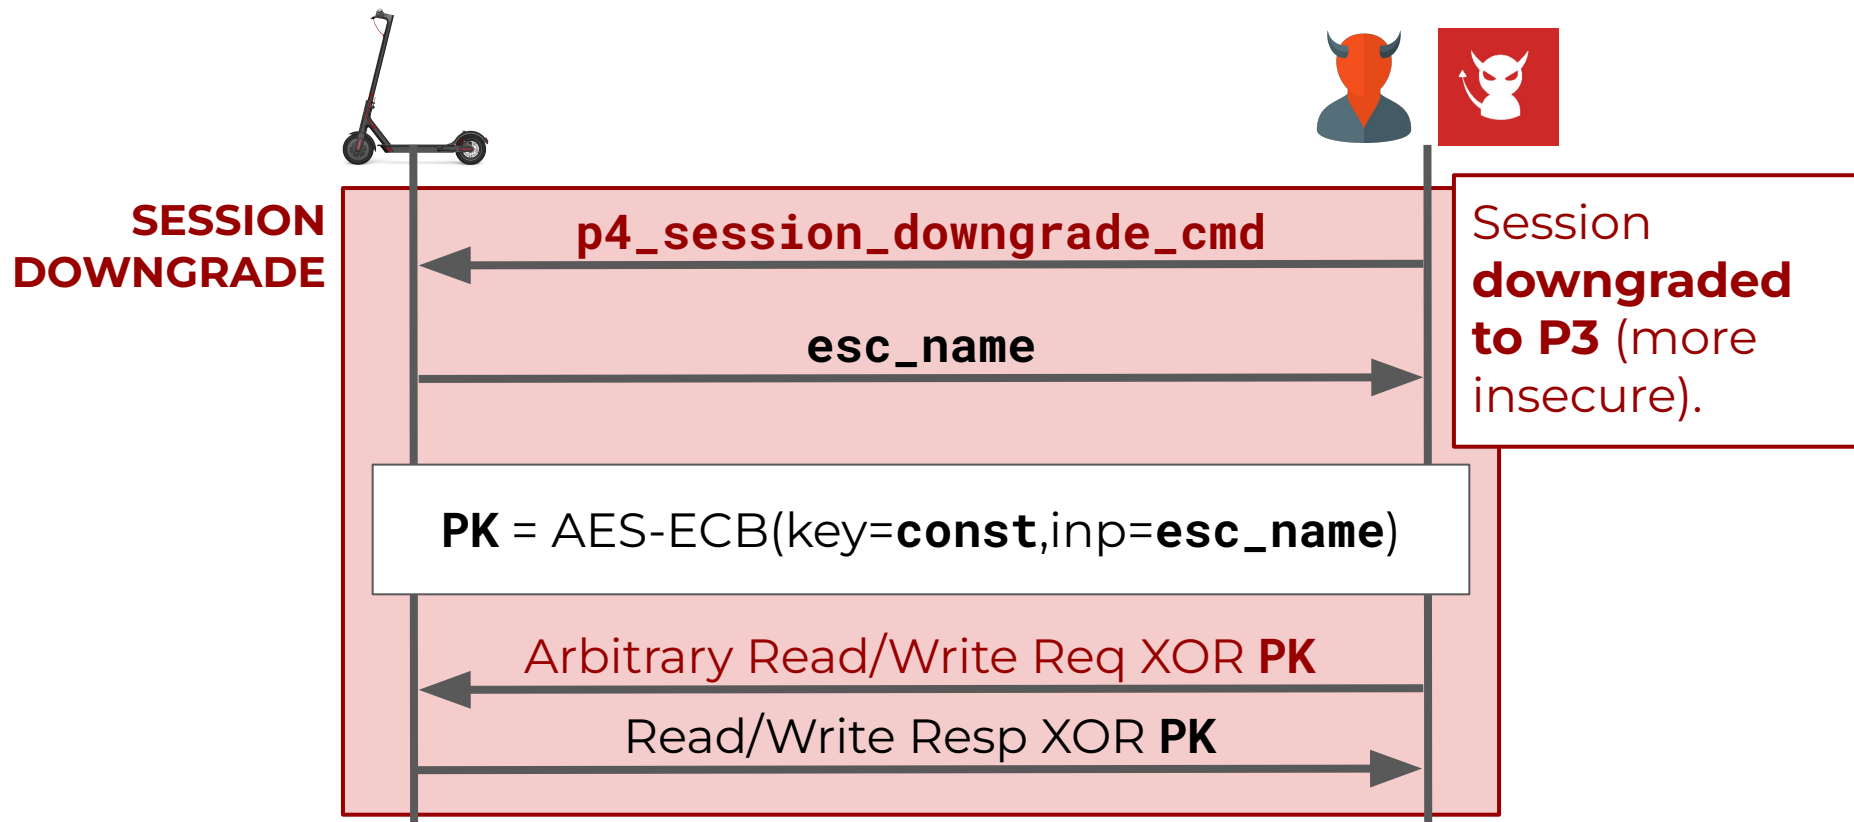 SESSION
DOWNGRADE
p4_session_downgrade_cmd
Session
downgraded
to P3 (more
insecure).
esc_name
PK = AES-ECB(key=const,inp=esc_name)
Arbitrary Read/Write Req XOR PK
Read/Write Resp XOR PK